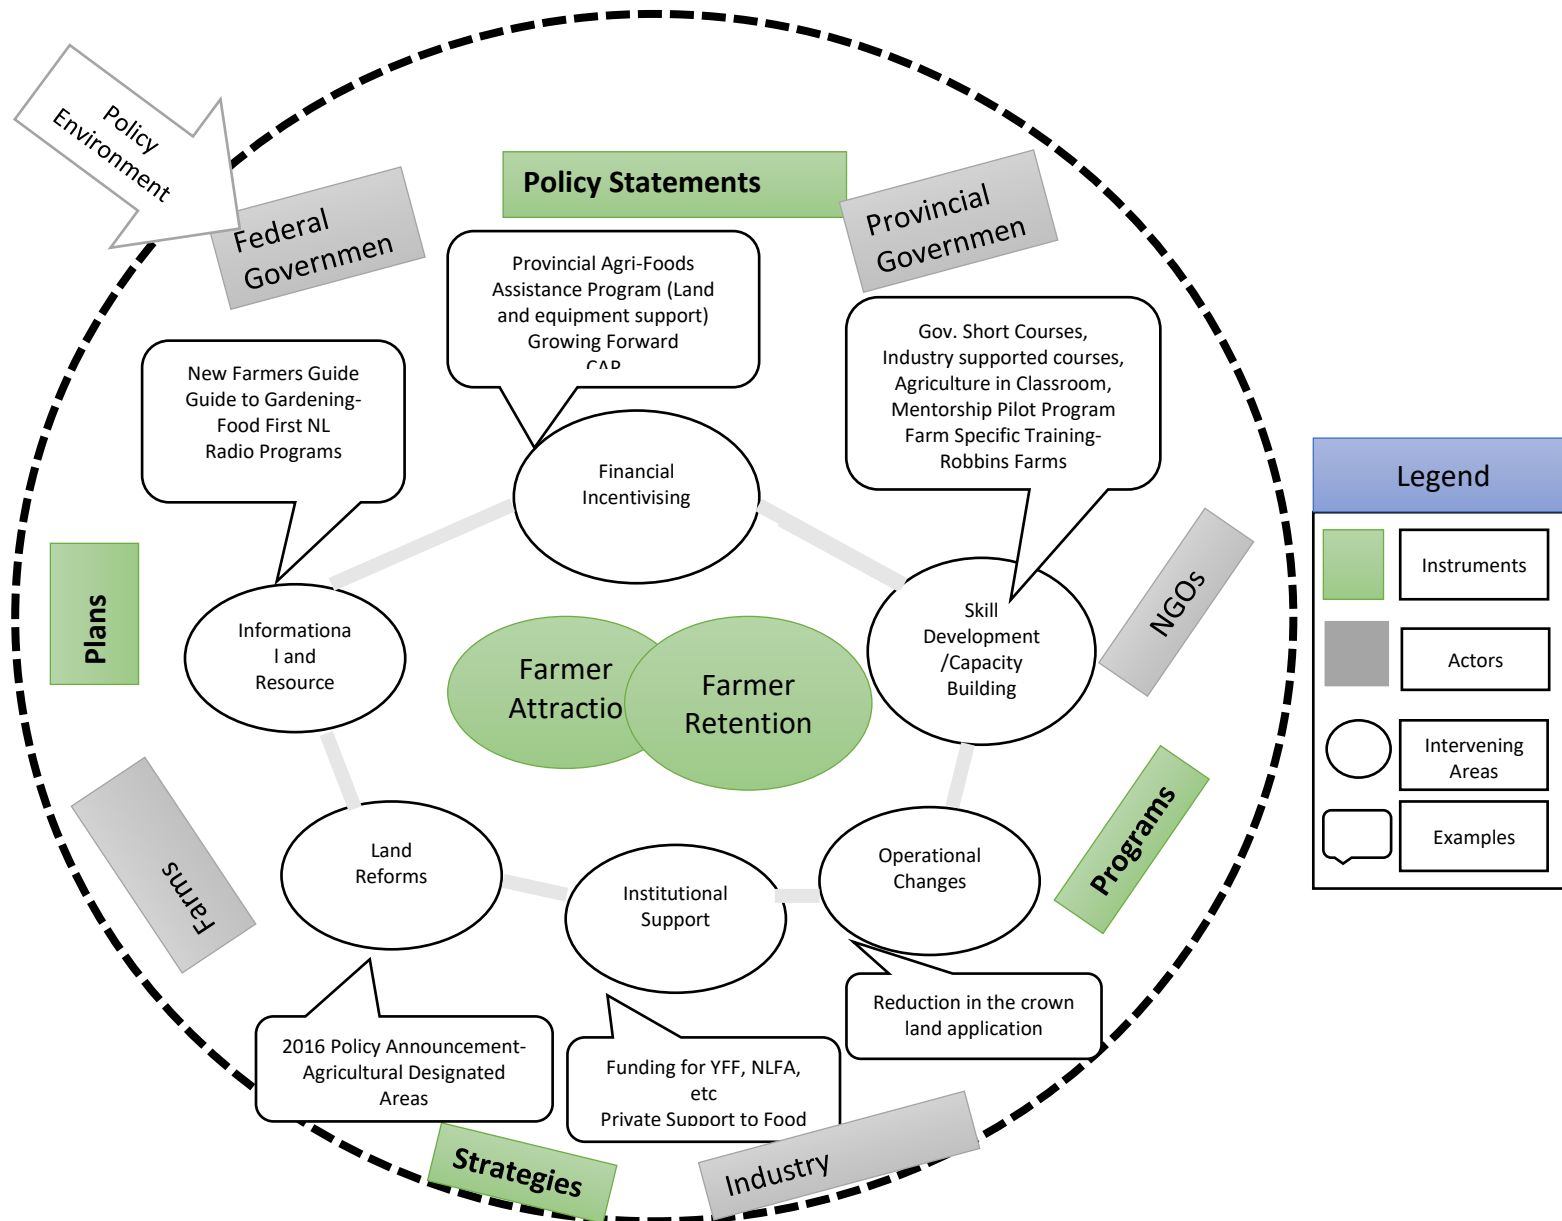 Policy
Environment
Federal
Governmen
Policy Statements
Provincial
Governmen
Provincial Agri-Foods
Assistance Program (Land
and equipment support)
Growing Forward
CAP
New Farmers Guide
Guide to Gardening-
Food First NL
Radio Programs
Gov. Short Courses,
Industry supported courses,
Agriculture in Classroom,
Mentorship Pilot Program
Farm Specific Training-
Robbins Farms
Financial
Incentivising
Plans
Informationa
l and
Resource
Farmer
Attractio
Farmer
Retention
Skill
Development
/Capacity
Building
NGOs
Farms
Land
Reforms
Institutional
Support
Operational
Changes
Programs
2016 Policy Announcement-
Agricultural Designated
Areas
Funding for YFF, NLFA,
etc
Private Support to Food
Reduction in the crown
land application
Strategies
Industry
Legend
Instruments
Actors
Intervening
Areas
Examples